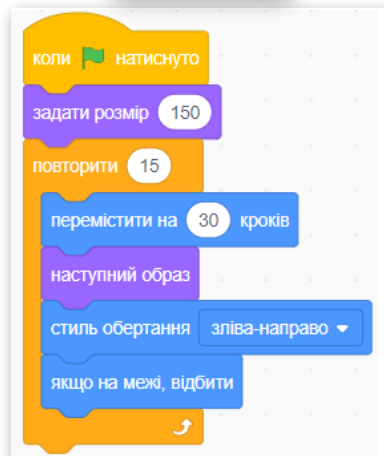 коли натиснуто
задати розмір 150
повторити 15
перемістити на 30 кроків
наступний образ
стиль обертання зліва-направо
якщо на межі, відбити